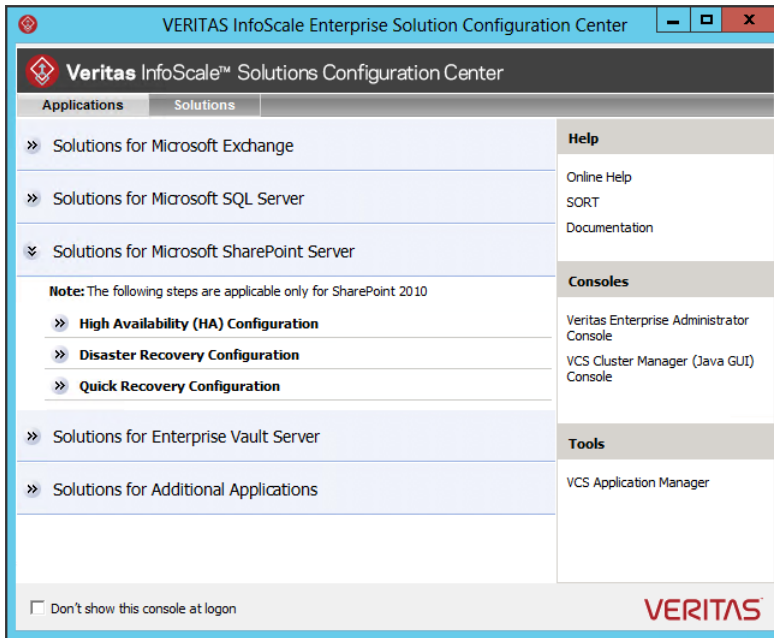 VERITAS InfoScale Enterprise Solution Configuration Center
Veritas InfoScale™ Solutions Configuration Center
Applications
Solutions
Solutions for Microsoft Exchange
Solutions for Microsoft SQL Server
Solutions for Microsoft SharePoint Server
Note: The following steps are applicable only for SharePoint 2010
High Availability (HA) Configuration
Disaster Recovery Configuration
Quick Recovery Configuration
Solutions for Enterprise Vault Server
Solutions for Additional Applications
Help
Online Help
SORT
Documentation
Consoles
Veritas Enterprise Administrator
Console
VCS Cluster Manager (Java GUI)
Console
Tools
VCS Application Manager
Don't show this console at logon
VERITAS